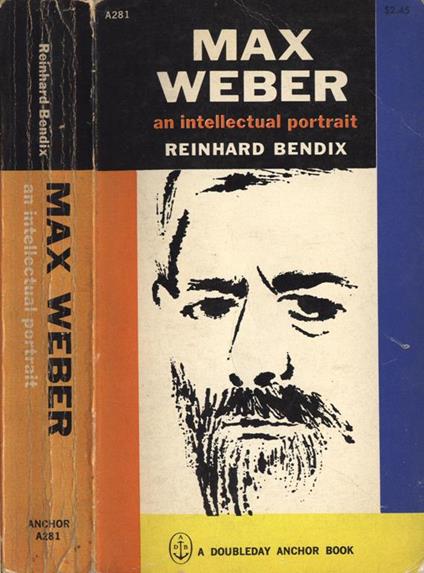 Reinhard Bendix
MAX WEBER
an intellectual portrait
ANCHOR
A281
A281
$2.45
MAX
WEBER
an intellectual portrait
REINHARD BENDIX
A
D B
A DOUBLEDAY ANCHOR BOOK